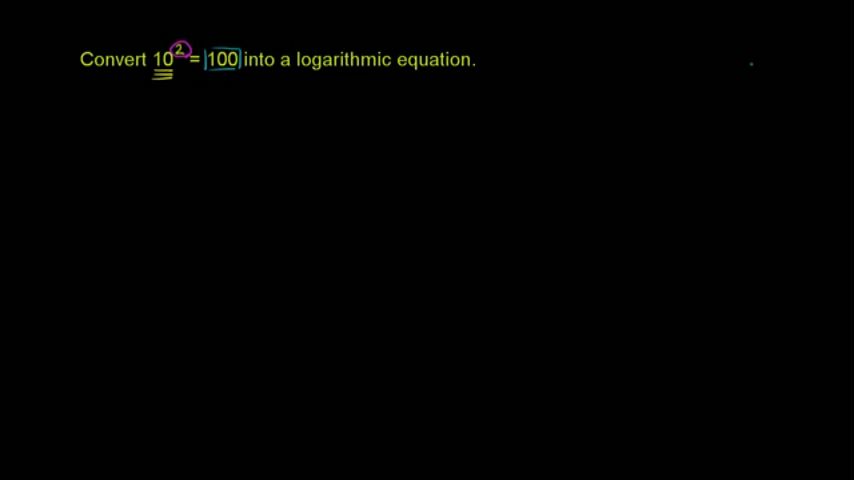 Convert 10² = 100 into a logarithmic equation.